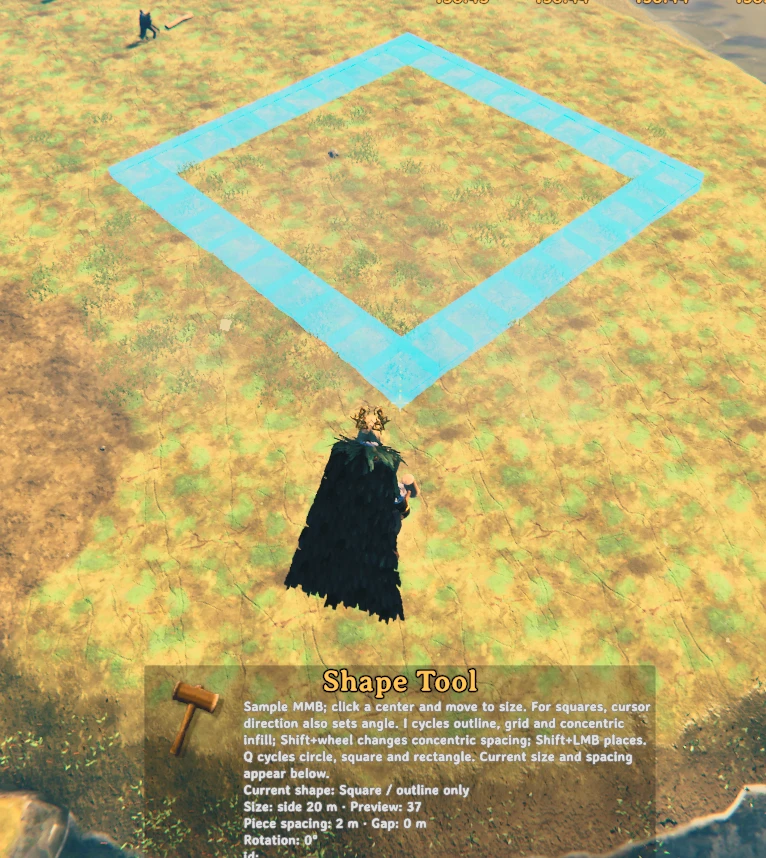 Shape Tool
Sample MMB; click a center and move to size. For squares, cursor
direction also sets angle. I cycles outline, grid and concentric
infill; Shift+wheel changes concentric spacing; Shift+LMB places.
Q cycles circle, square and rectangle. Current size and spacing
appear below.
Current shape: Square / outline only
Size: side 20 m · Preview: 37
Piece spacing: 2 m · Gap: 0 m
Rotation: 0°
id: